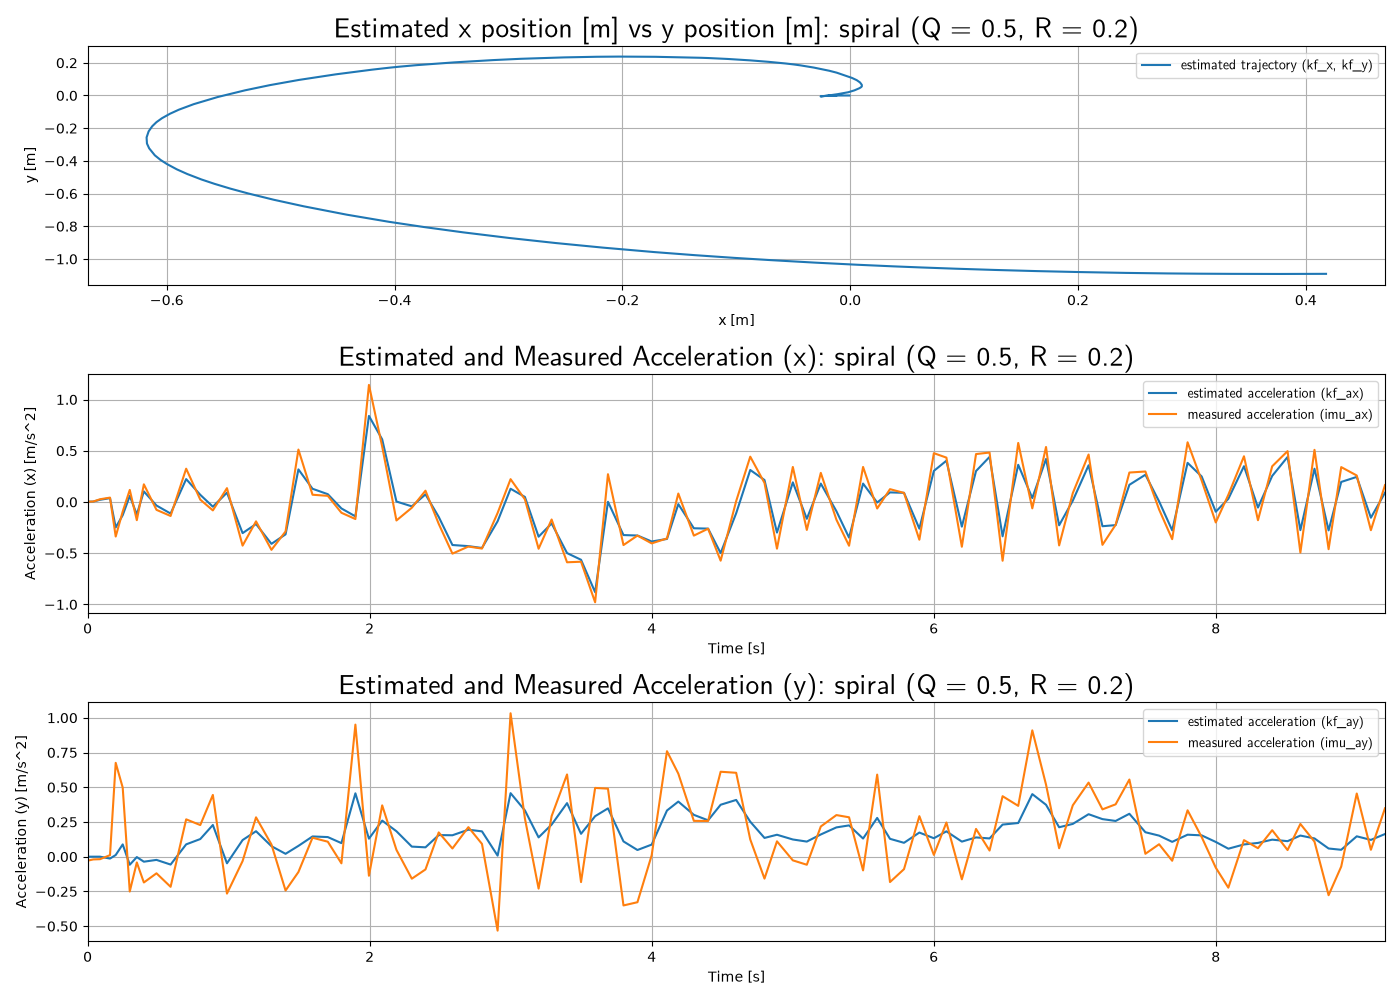 Estimated x position [m] vs y position [m]: spiral (Q = 0.5, R = 0.2)
estimated trajectory (kf_x, kf_y)
y [m]
0.2
0.0
−0.2
−0.4
−0.6
−0.8
−1.0
−0.6 −0.4 −0.2 0.0 0.2 0.4
x [m]
Estimated and Measured Acceleration (x): spiral (Q = 0.5, R = 0.2)
estimated acceleration (kf_ax)
measured acceleration (imu_ax)
Acceleration (x) [m/s^2]
1.0
0.5
0.0
−0.5
−1.0
0 2 4 6 8
Time [s]
Estimated and Measured Acceleration (y): spiral (Q = 0.5, R = 0.2)
estimated acceleration (kf_ay)
measured acceleration (imu_ay)
Acceleration (y) [m/s^2]
1.00
0.75
0.50
0.25
0.00
−0.25
−0.50
0 2 4 6 8
Time [s]